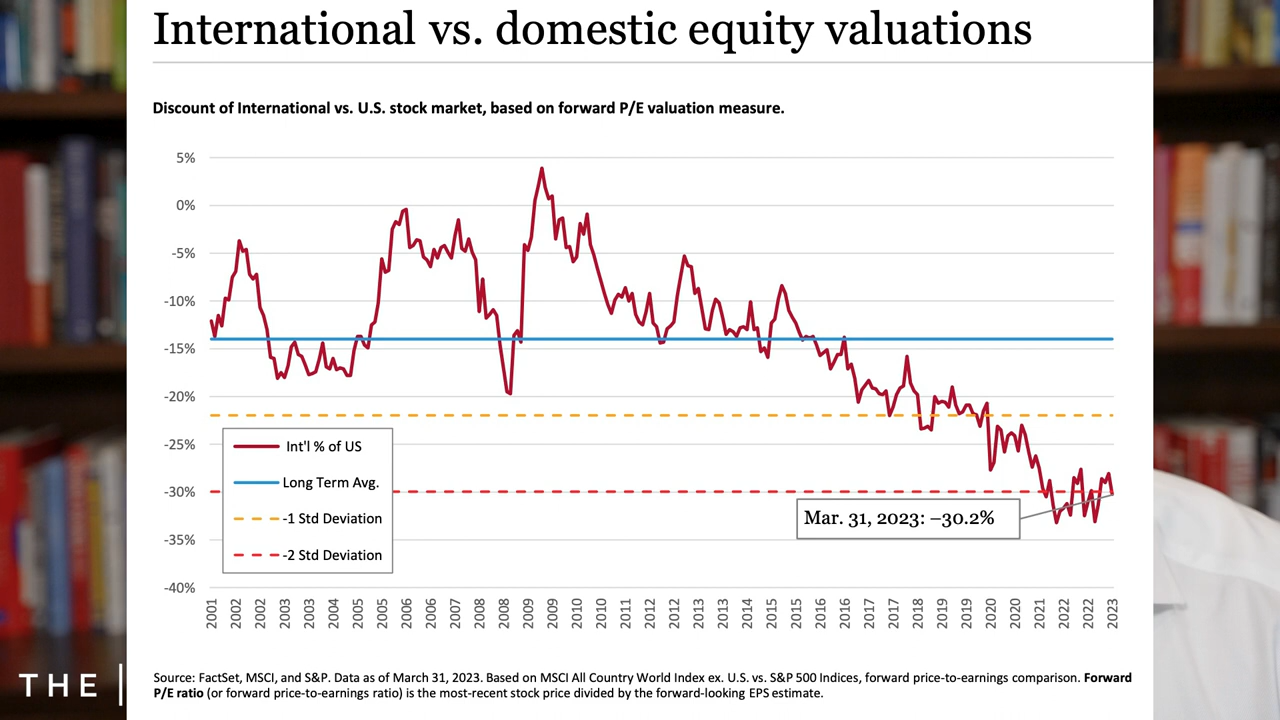 International vs. domestic equity valuations
Discount of International vs. U.S. stock market, based on forward P/E valuation measure.
5%
0%
-5%
-10%
-15%
-20%
-25%
-30%
-35%
-40%
Int'l % of US
Long Term Avg.
-1 Std Deviation
-2 Std Deviation
Mar. 31, 2023: –30.2%
2001 2002 2002 2003 2003 2004 2005 2005 2006 2006 2007 2008 2008 2009 2009 2010 2010 2011 2012 2012 2013 2013 2014 2015 2015 2016 2016 2017 2017 2018 2019 2019 2020 2020 2021 2022 2022 2023
Source: FactSet, MSCI, and S&P. Data as of March 31, 2023. Based on MSCI All Country World Index ex. U.S. vs. S&P 500 Indices, forward price-to-earnings comparison. Forward
P/E ratio (or forward price-to-earnings ratio) is the most-recent stock price divided by the forward-looking EPS estimate.
THE |